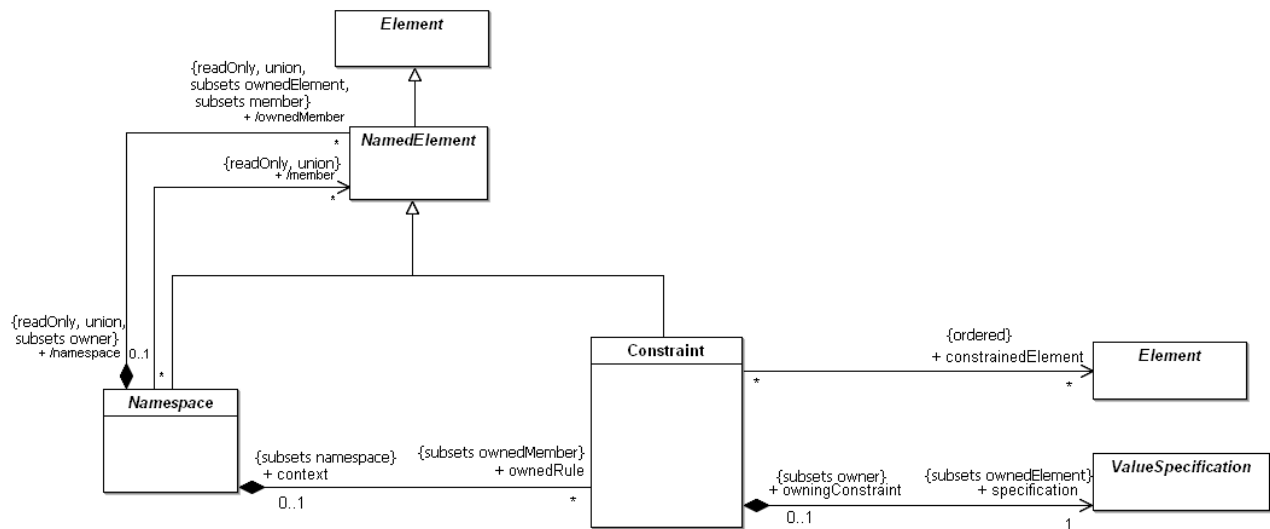 Element
{readOnly, union,
subsets ownedElement,
subsets member}
+ /ownedMember
*
NamedElement
{readOnly, union}
+ /member
*
{readOnly, union,
subsets owner}
+ /namespace
0..1
*
Namespace
Constraint
{ordered}
+ constrainedElement
*
*
Element
{subsets namespace}
+ context
0..1
{subsets ownedMember}
+ ownedRule
*
{subsets owner}
+ owningConstraint
0..1
{subsets ownedElement}
+ specification
1
ValueSpecification